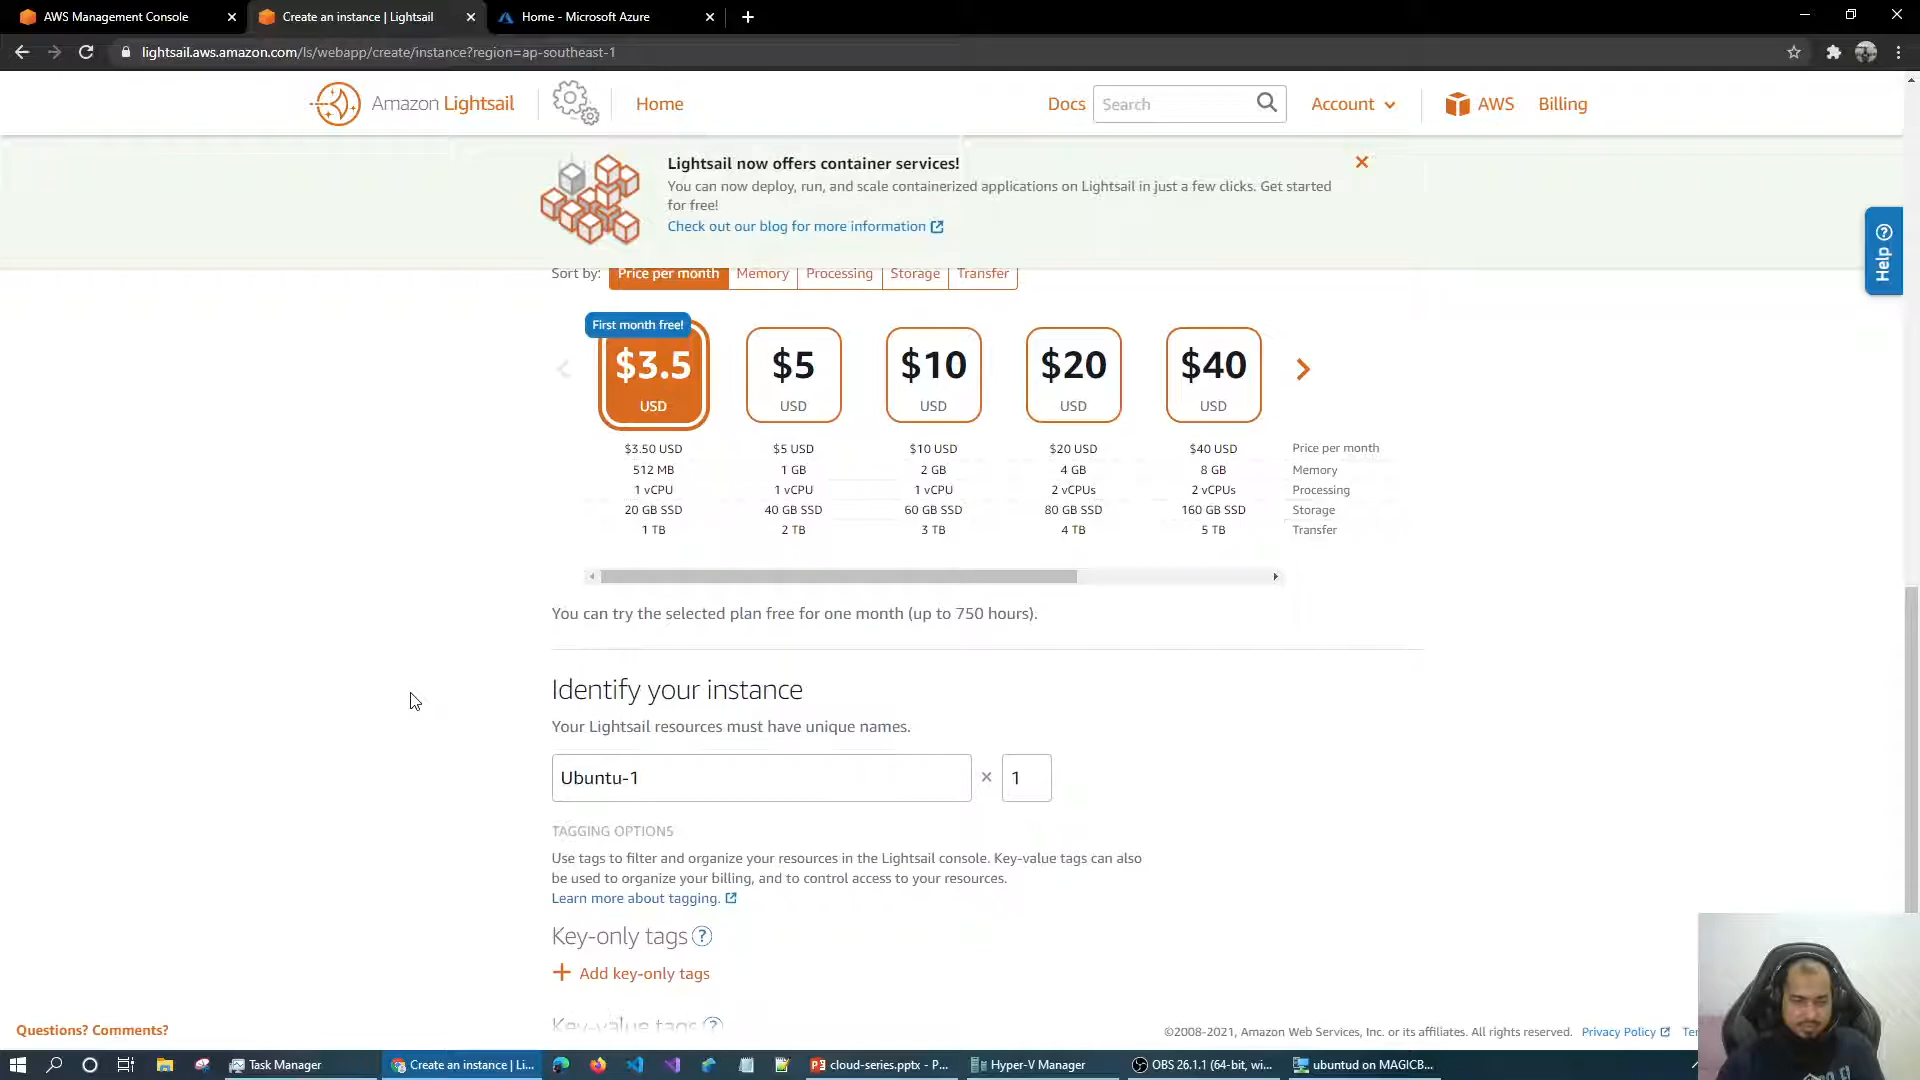 AWS Management Console
Create an instance | Lightsail
Home - Microsoft Azure
lightsail.aws.amazon.com/ls/webapp/create/instance?region=ap-southeast-1
Amazon Lightsail
Home
Docs
Search
Account
AWS
Billing
Lightsail now offers container services!
You can now deploy, run, and scale containerized applications on Lightsail in just a few clicks. Get started
for free!
Check out our blog for more information
Help
Sort by: Price per month Memory Processing Storage Transfer
First month free!
$3.5 $5 $10 $20 $40
USD USD USD USD USD
$3.50 USD $5 USD $10 USD $20 USD $40 USD Price per month
512 MB 1 GB 2 GB 4 GB 8 GB Memory
1 vCPU 1 vCPU 1 vCPU 2 vCPUs 2 vCPUs Processing
20 GB SSD 40 GB SSD 60 GB SSD 80 GB SSD 160 GB SSD Storage
1 TB 2 TB 3 TB 4 TB 5 TB Transfer
You can try the selected plan free for one month (up to 750 hours).
Identify your instance
Your Lightsail resources must have unique names.
Ubuntu-1 × 1
TAGGING OPTIONS
Use tags to filter and organize your resources in the Lightsail console. Key-value tags can also
be used to organize your billing, and to control access to your resources.
Learn more about tagging.
Key-only tags ?
+ Add key-only tags
Key-value tags ?
Questions? Comments?
©2008-2021, Amazon Web Services, Inc. or its affiliates. All rights reserved. Privacy Policy Ter
Task Manager
Create an instance | Li...
cloud-series.pptx - P...
Hyper-V Manager
OBS 26.1.1 (64-bit, wi...
ubuntud on MAGICB...